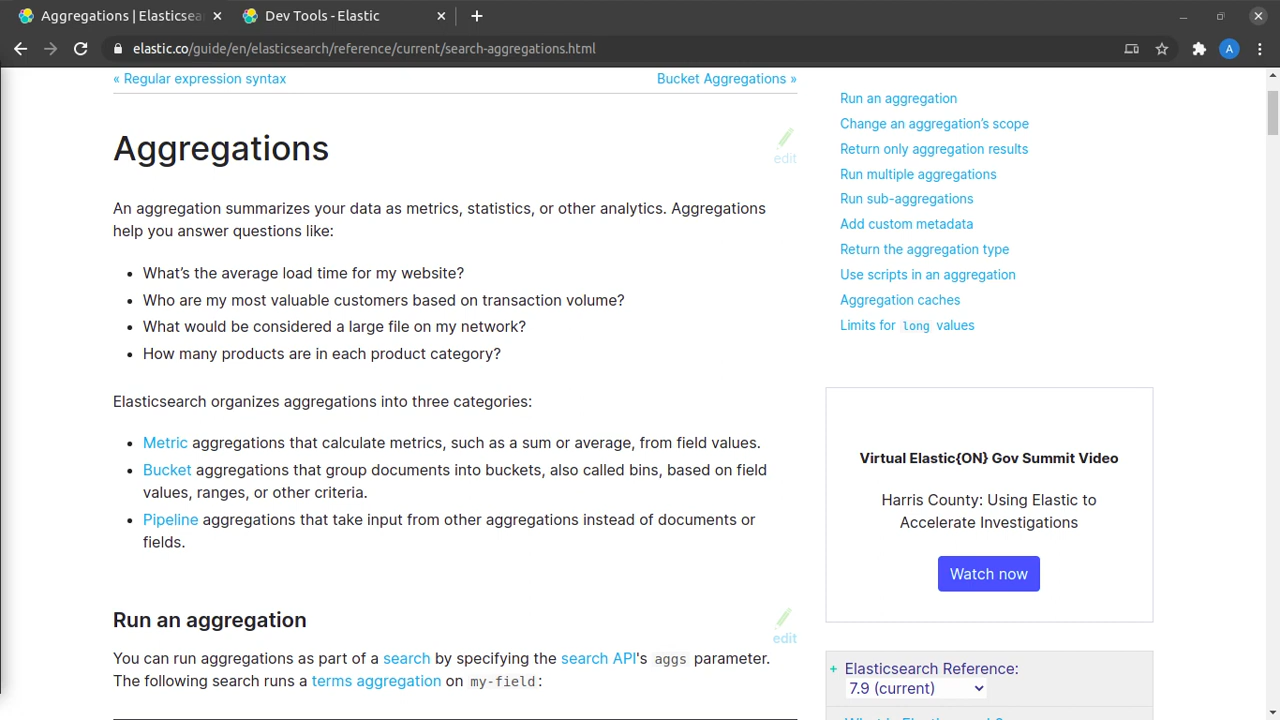 Aggregations | Elasticsea
Dev Tools - Elastic
elastic.co/guide/en/elasticsearch/reference/current/search-aggregations.html
A
« Regular expression syntax
Bucket Aggregations »
Aggregations
edit
An aggregation summarizes your data as metrics, statistics, or other analytics. Aggregations
help you answer questions like:
• What's the average load time for my website?
• Who are my most valuable customers based on transaction volume?
• What would be considered a large file on my network?
• How many products are in each product category?
Elasticsearch organizes aggregations into three categories:
• Metric aggregations that calculate metrics, such as a sum or average, from field values.
• Bucket aggregations that group documents into buckets, also called bins, based on field
values, ranges, or other criteria.
• Pipeline aggregations that take input from other aggregations instead of documents or
fields.
Run an aggregation
edit
You can run aggregations as part of a search by specifying the search API's aggs parameter.
The following search runs a terms aggregation on my-field:
Run an aggregation
Change an aggregation's scope
Return only aggregation results
Run multiple aggregations
Run sub-aggregations
Add custom metadata
Return the aggregation type
Use scripts in an aggregation
Aggregation caches
Limits for long values
Virtual Elastic{ON} Gov Summit Video
Harris County: Using Elastic to
Accelerate Investigations
Watch now
+ Elasticsearch Reference:
7.9 (current)